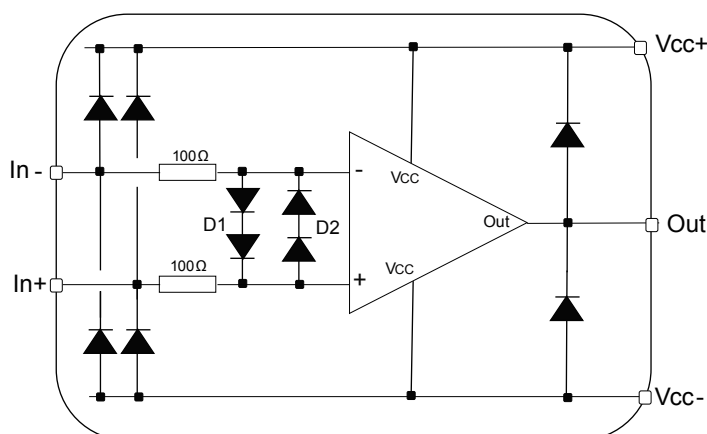 Vcc+
100Ω
In -
-
Vcc
D1
D2
Out
Out
100Ω
In+
+
Vcc
Vcc-